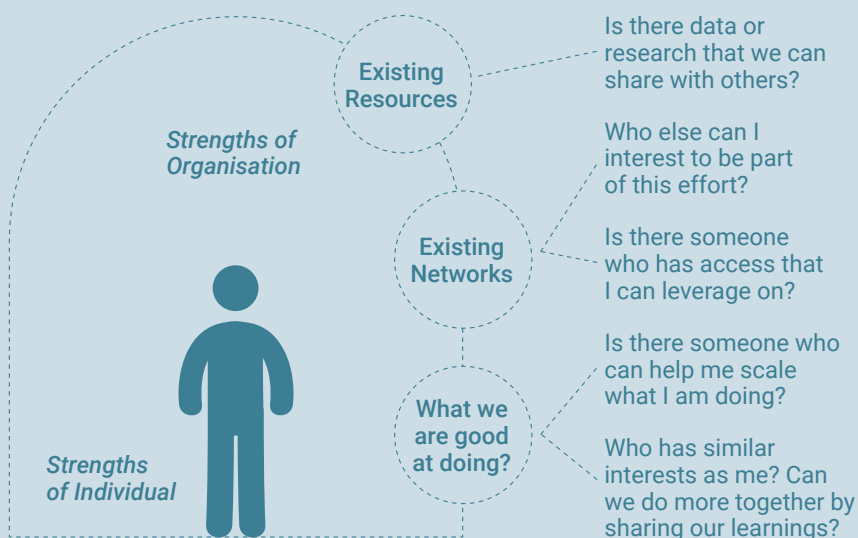 Existing
Resources
Is there data or
research that we can
share with others?
Strengths of
Organisation
Who else can I
interest to be part
of this effort?
Existing
Networks
Is there someone
who has access that
I can leverage on?
Is there someone who
can help me scale
what I am doing?
What we
are good
at doing?
Strengths
of Individual
Who has similar
interests as me? Can
we do more together by
sharing our learnings?